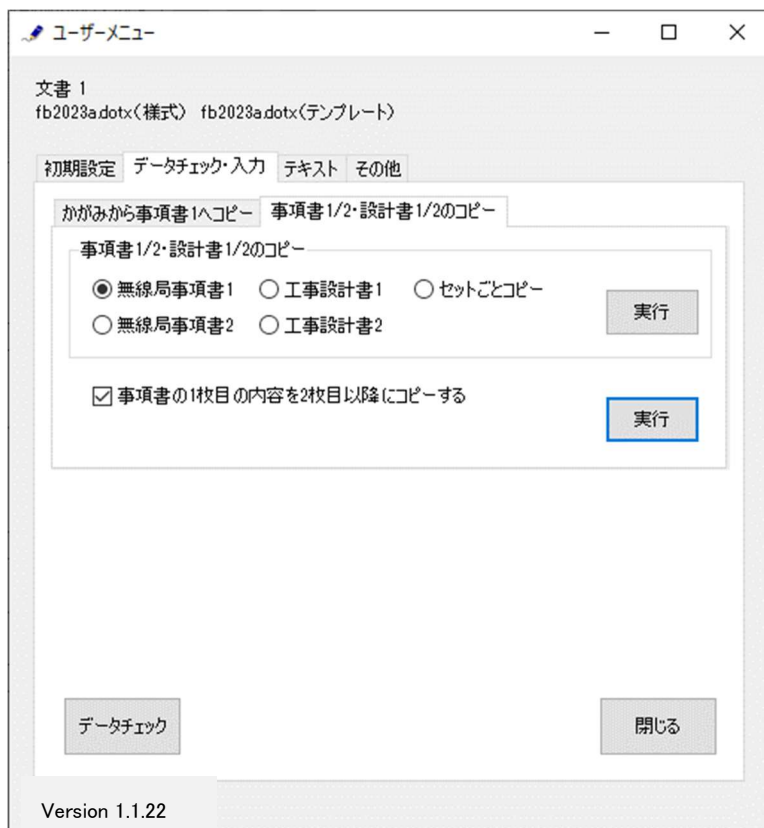 ユーザーメニュー
文書 1
fb2023a.dotx(様式) fb2023a.dotx(テンプレート)
初期設定 データチェック・入力 テキスト その他
かがみから事項書1へコピー 事項書1/2・設計書1/2のコピー
事項書1/2・設計書1/2のコピー
無線局事項書1 工事設計書1 セットごとコピー
実行
無線局事項書2 工事設計書2
事項書の1枚目の内容を2枚目以降にコピーする
実行
データチェック 閉じる
Version 1.1.22